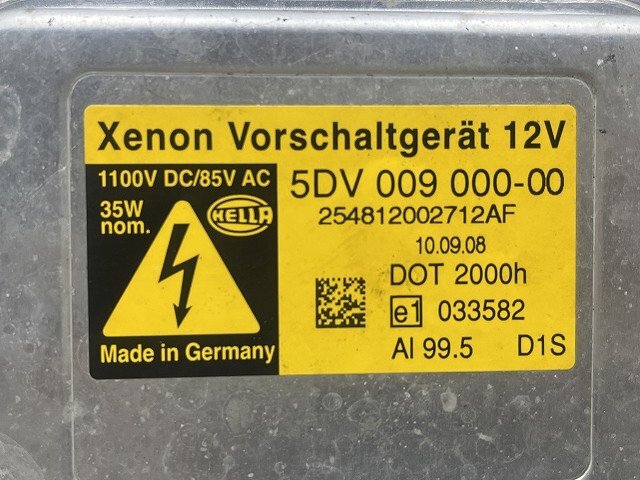 Xenon Vorschaltgerät 12V
1100V DC/85V AC
35W
nom.
HELLA
Made in Germany
5DV 009 000-00
254812002712AF
10.09.08
DOT 2000h
e1 033582
Al 99.5 D1S